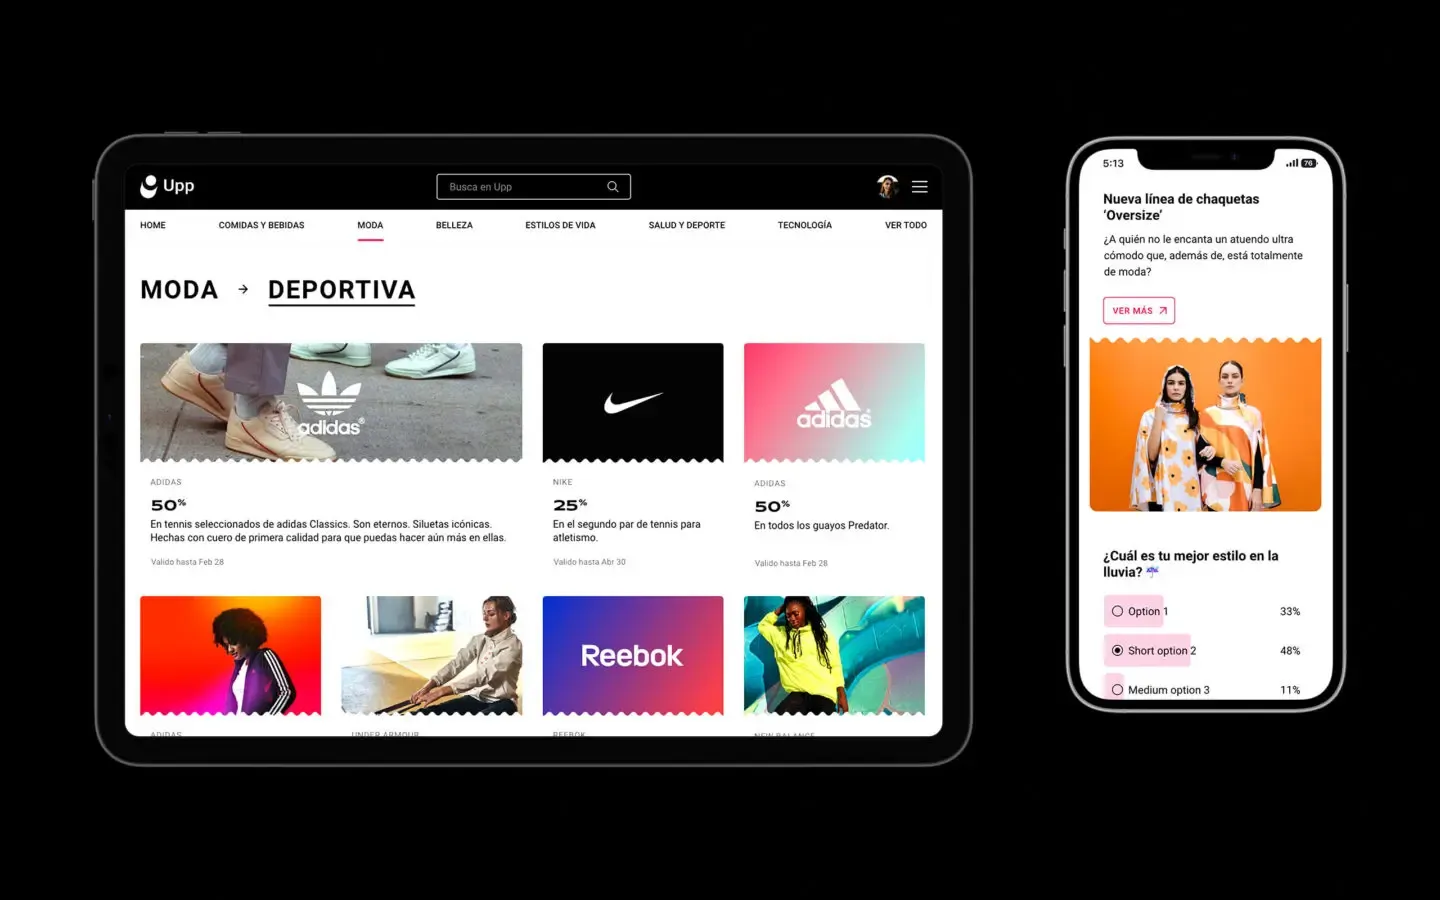 Upp
Busca en Upp
HOME
COMIDAS Y BEBIDAS
MODA
BELLEZA
ESTILOS DE VIDA
SALUD Y DEPORTE
TECNOLOGÍA
VER TODO
MODA → DEPORTIVA
adidas®
adidas®
ADIDAS
50%
En tennis seleccionados de adidas Classics. Son eternos. Siluetas icónicas.
Hechas con cuero de primera calidad para que puedas hacer aún más en ellas.
Valido hasta Feb 28
NIKE
25%
En el segundo par de tennis para
atletismo.
Valido hasta Abr 30
ADIDAS
50%
En todos los guayos Predator.
Valido hasta Feb 28
Reebok
ADIDAS
UNDER ARMOUR
REEBOK
NEW BALANCE
5:13
76
Nueva línea de chaquetas
‘Oversize’
¿A quién no le encanta un atuendo ultra
cómodo que, además de, está totalmente
de moda?
VER MÁS
¿Cuál es tu mejor estilo en la
lluvia?
Option 1 33%
Short option 2 48%
Medium option 3 11%